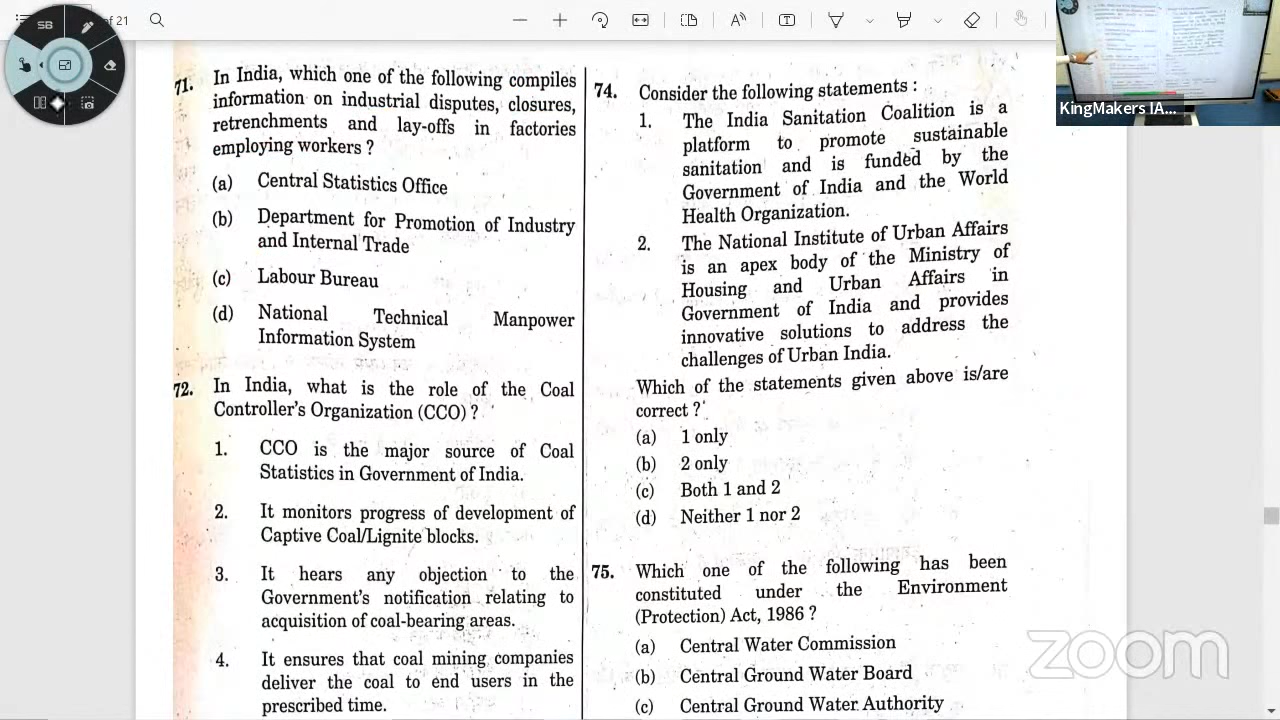 SB
of 21
KingMakers IA...
71.
In India, which one of the following compiles
information on industrial disputes, closures,
retrenchments and lay-offs in factories
employing workers ?
(a) Central Statistics Office
(b) Department for Promotion of Industry
and Internal Trade
(c) Labour Bureau
(d) National Technical Manpower
Information System
72. In India, what is the role of the Coal
Controller's Organization (CCO) ?
1. CCO is the major source of Coal
Statistics in Government of India.
2. It monitors progress of development of
Captive Coal/Lignite blocks.
3. It hears any objection to the
Government's notification relating to
acquisition of coal-bearing areas.
4. It ensures that coal mining companies
deliver the coal to end users in the
prescribed time.
74. the following statements
1. The India Sanitation Coalition is a
platform to promote sustainable
sanitation and is funded by the
Government of India and the World
Health Organization.
2. The National Institute of Urban Affairs
is an apex body of the Ministry of
Housing and Urban Affairs in
Government of India and provides
innovative solutions to address the
challenges of Urban India.
Which of the statements given above is/are
correct ?
(a) 1 only
(b) 2 only
(c) Both 1 and 2
(d) Neither 1 nor 2
75 Which one of the following has been
constituted under the Environment
(Protection) Act, 1986 ?
(a) Central Water Commission
(b) Central Ground Water Board
(c) Central Ground Water Authority
zoom